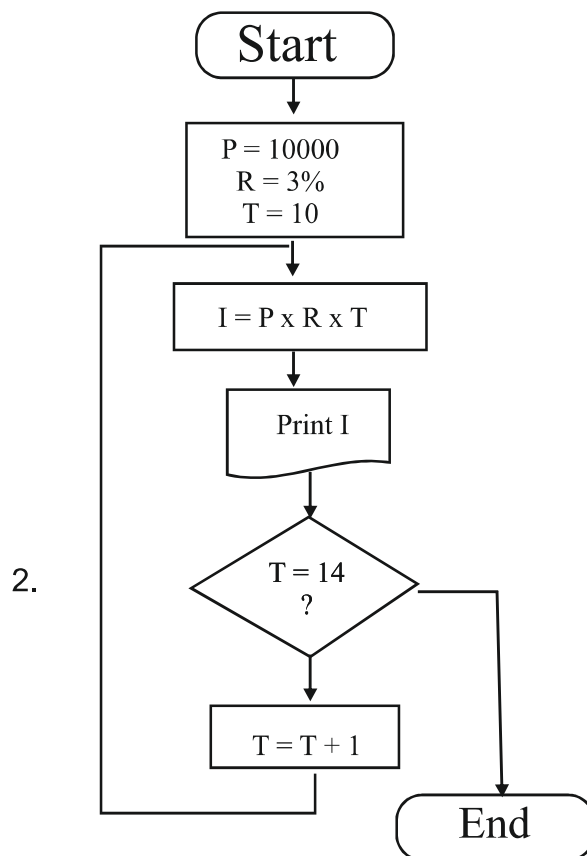 Start
P = 10000
R = 3%
T = 10
I = P x R x T
Print I
2.
T = 14
?
T = T + 1
End